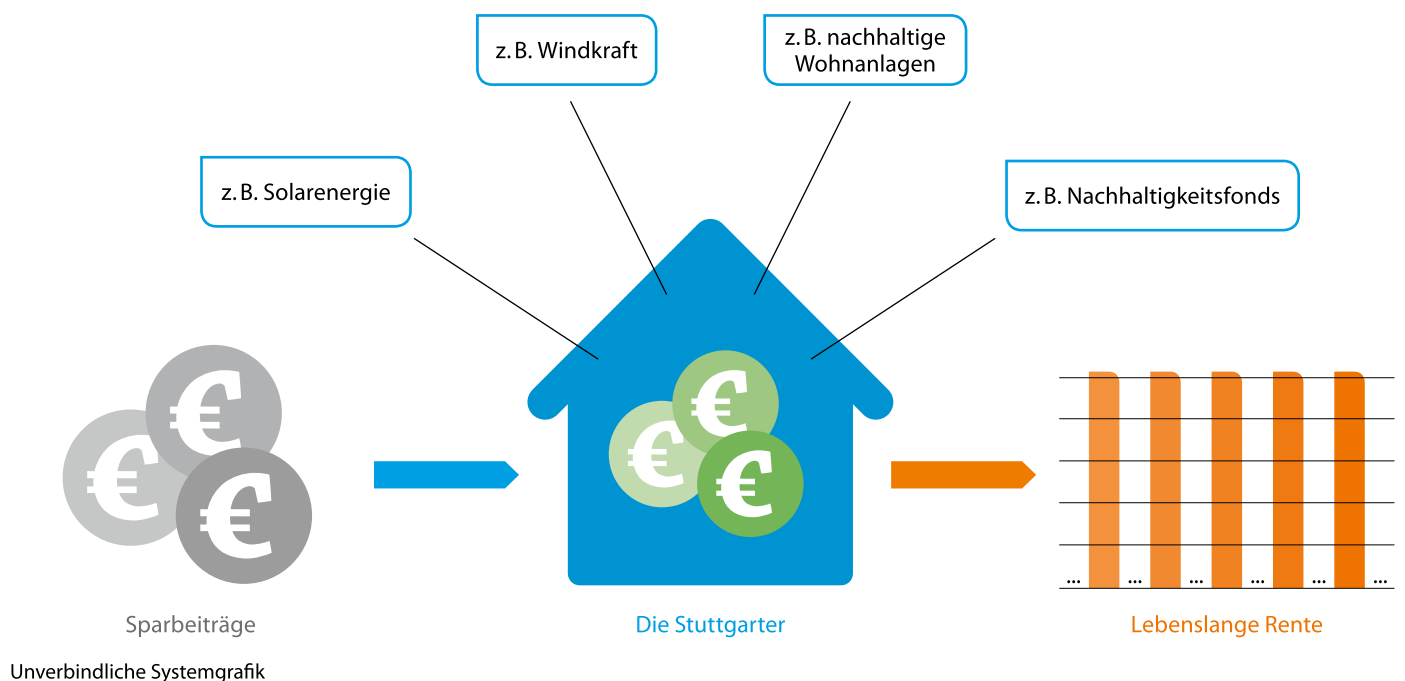 z. B. Windkraft
z. B. nachhaltige
Wohnanlagen
z. B. Solarenergie
z. B. Nachhaltigkeitsfonds
€
€
€
€
€
€
... ... ... ... ... ...
Sparbeiträge
Die Stuttgarter
Lebenslange Rente
Unverbindliche Systemgrafik